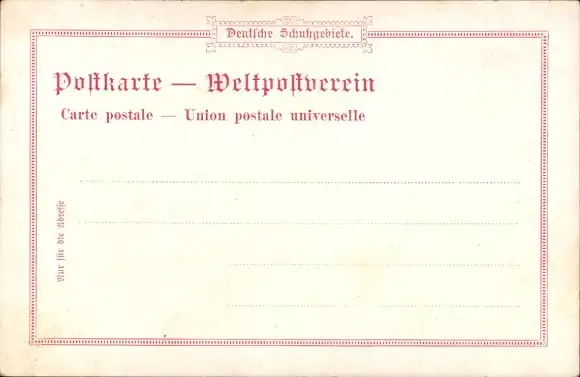 Deutsche Schutzgebiete.
Postkarte — Weltpostverein
Carte postale — Union postale universelle
Nur für die Adresse